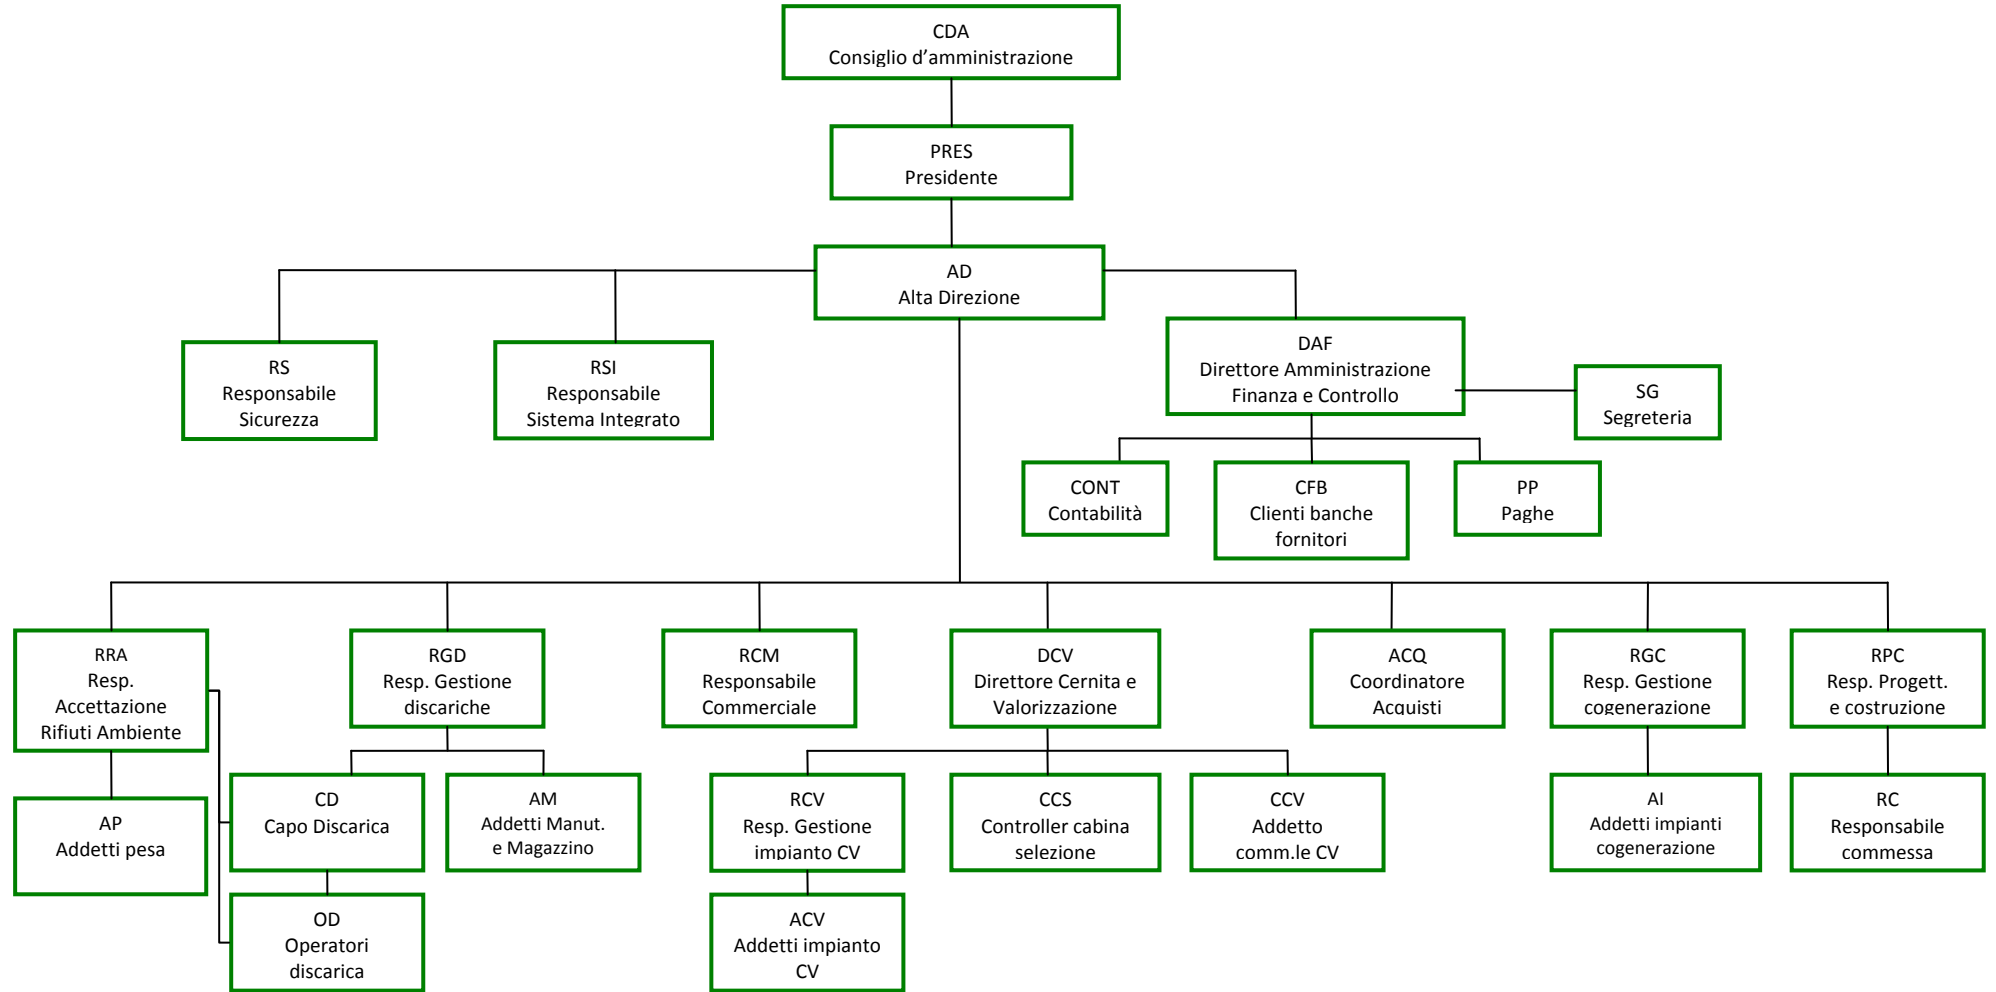 CDA
Consiglio d’amministrazione
PRES
Presidente
AD
Alta Direzione
RS
Responsabile
Sicurezza
RSI
Responsabile
Sistema Integrato
DAF
Direttore Amministrazione
Finanza e Controllo
SG
Segreteria
CONT
Contabilità
CFB
Clienti banche
fornitori
PP
Paghe
RRA
Resp.
Accettazione
Rifiuti Ambiente
RGD
Resp. Gestione
discariche
RCM
Responsabile
Commerciale
DCV
Direttore Cernita e
Valorizzazione
ACQ
Coordinatore
Acquisti
RGC
Resp. Gestione
cogenerazione
RPC
Resp. Progett.
e costruzione
AP
Addetti pesa
CD
Capo Discarica
AM
Addetti Manut.
e Magazzino
RCV
Resp. Gestione
impianto CV
CCS
Controller cabina
selezione
CCV
Addetto
comm.le CV
AI
Addetti impianti
cogenerazione
RC
Responsabile
commessa
OD
Operatori
discarica
ACV
Addetti impianto
CV